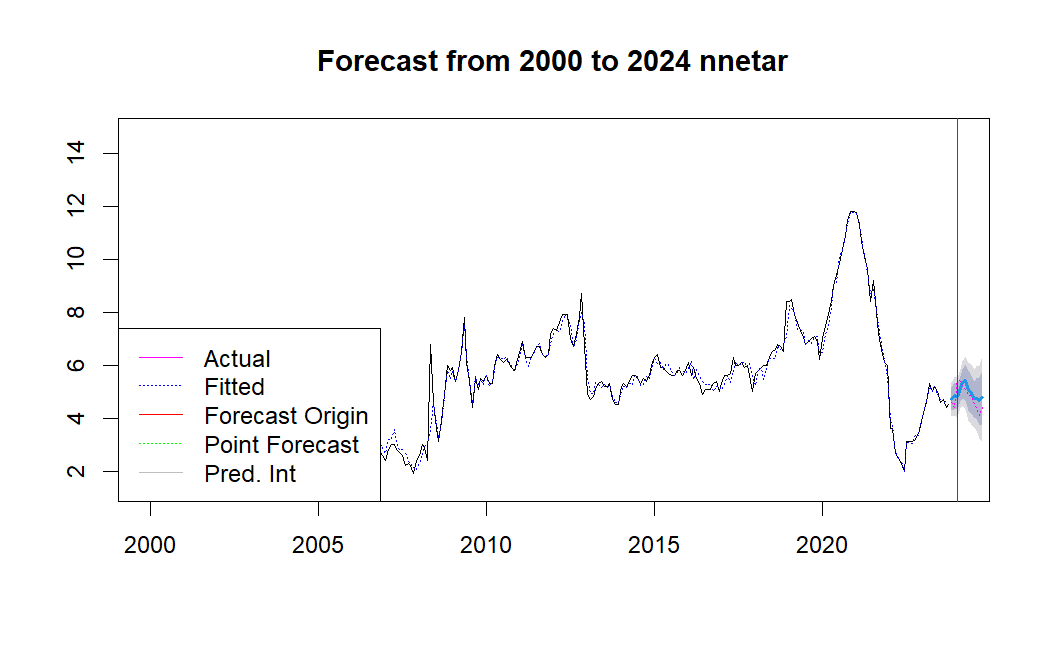 Forecast from 2000 to 2024 nnetar
14
12
10
8
6
4
2
Actual
Fitted
Forecast Origin
Point Forecast
Pred. Int
2000 2005 2010 2015 2020